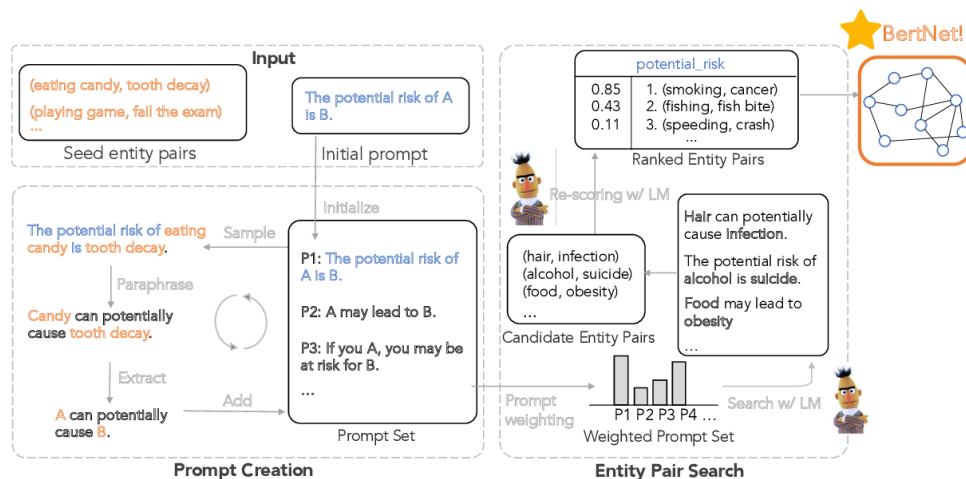 Input
(eating candy, tooth decay)
(playing game, fail the exam)
...
Seed entity pairs
The potential risk of A
is B.
Initial prompt
Initialize
Sample
The potential risk of eating
candy is tooth decay.
Paraphrase
Candy can potentially
cause tooth decay.
Extract
A can potentially
cause B.
Add
P1: The potential risk of
A is B.
P2: A may lead to B.
P3: If you A, you may be
at risk for B.
...
Prompt Set
Prompt Creation
Prompt
weighting
P1 P2 P3 P4 ...
Weighted Prompt Set
Search w/ LM
Hair can potentially
cause infection.
The potential risk of
alcohol is suicide.
Food may lead to
obesity
...
(hair, infection)
(alcohol, suicide)
(food, obesity)
...
Candidate Entity Pairs
Re-scoring w/ LM
potential_risk
0.85 1. (smoking, cancer)
0.43 2. (fishing, fish bite)
0.11 3. (speeding, crash)
...
Ranked Entity Pairs
Entity Pair Search
BertNet!